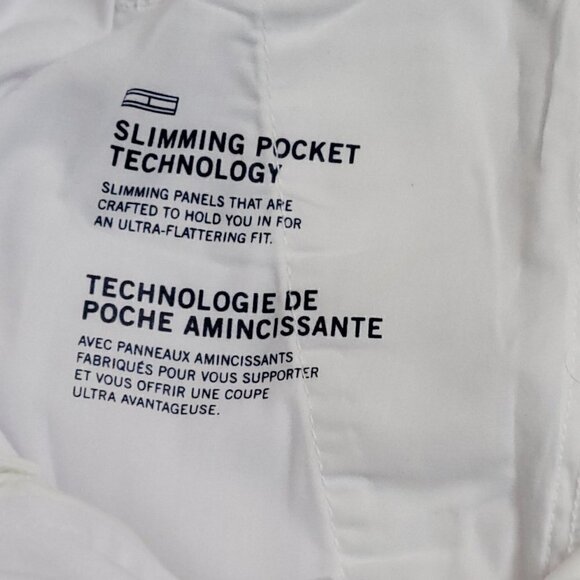 SLIMMING POCKET
TECHNOLOGY
SLIMMING PANELS THAT ARE
CRAFTED TO HOLD YOU IN FOR
AN ULTRA-FLATTERING FIT.
TECHNOLOGIE DE
POCHE AMINCISSANTE
AVEC PANNEAUX AMINCISSANTS
FABRIQUÉS POUR VOUS SUPPORTER
ET VOUS OFFRIR UNE COUPE
ULTRA AVANTAGEUSE.